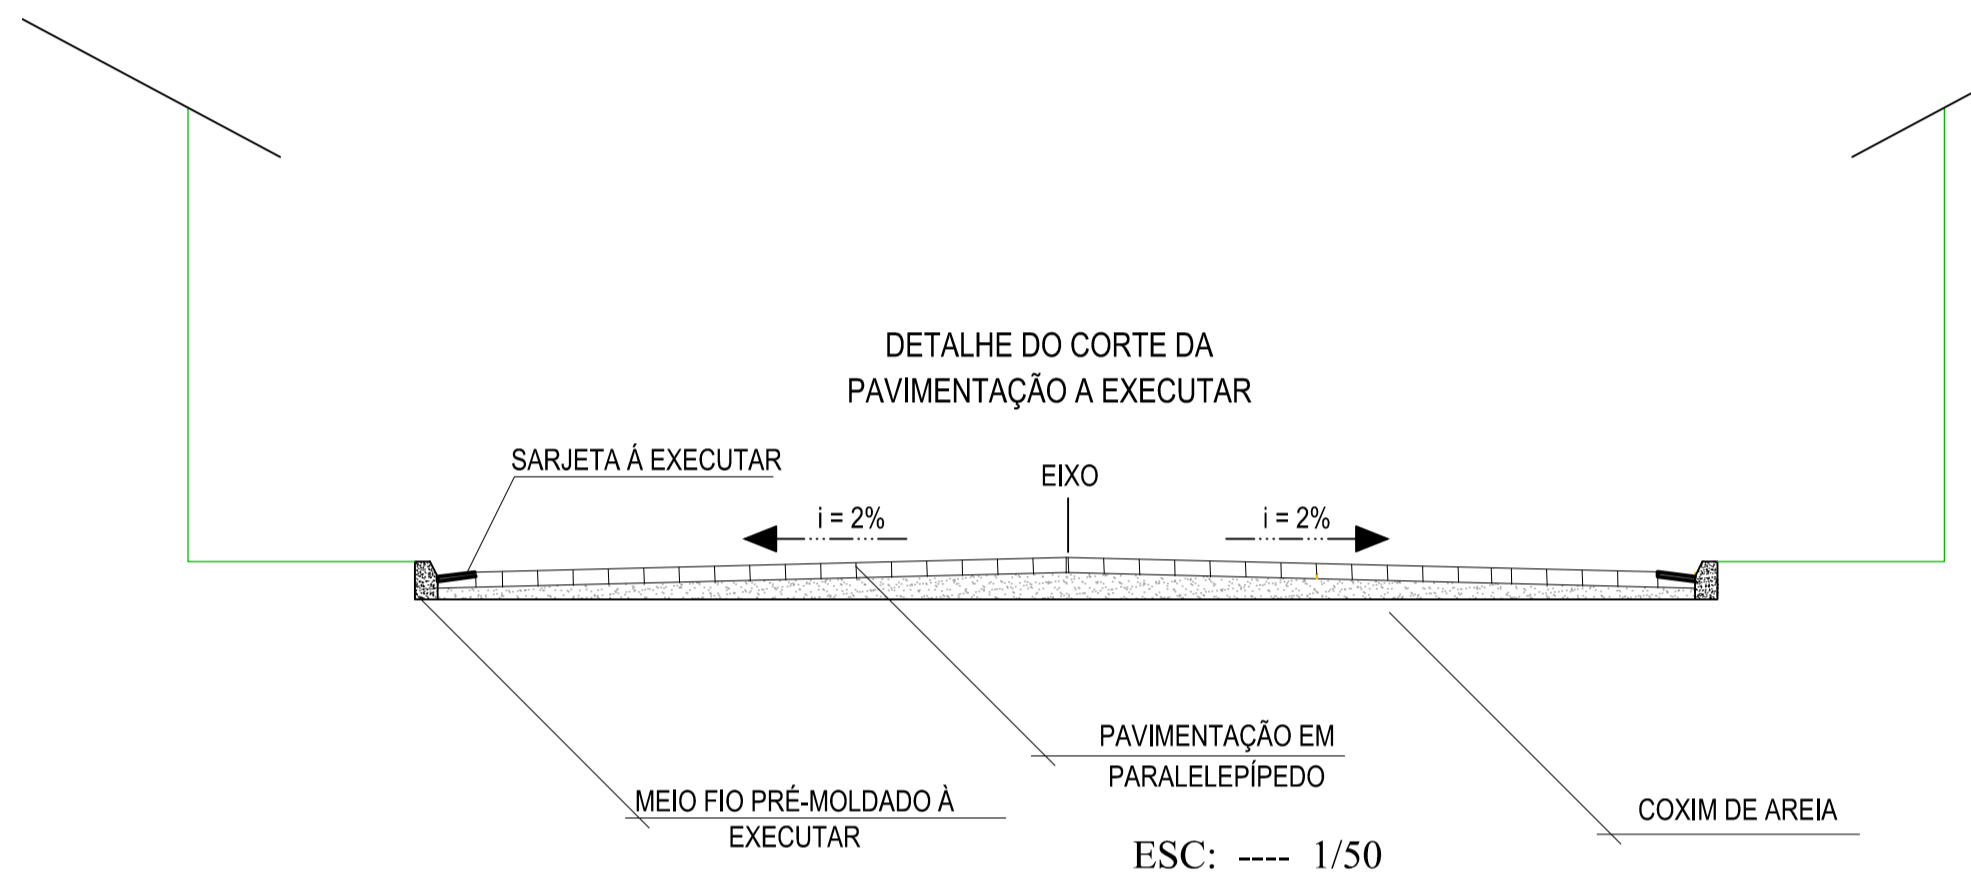 DETALHE DO CORTE DA
PAVIMENTAÇÃO A EXECUTAR
SARJETA Á EXECUTAR
EIXO
i = 2%
i = 2%
PAVIMENTAÇÃO EM
PARALELEPÍPEDO
MEIO FIO PRÉ-MOLDADO À
EXECUTAR
COXIM DE AREIA
ESC: ---- 1/50